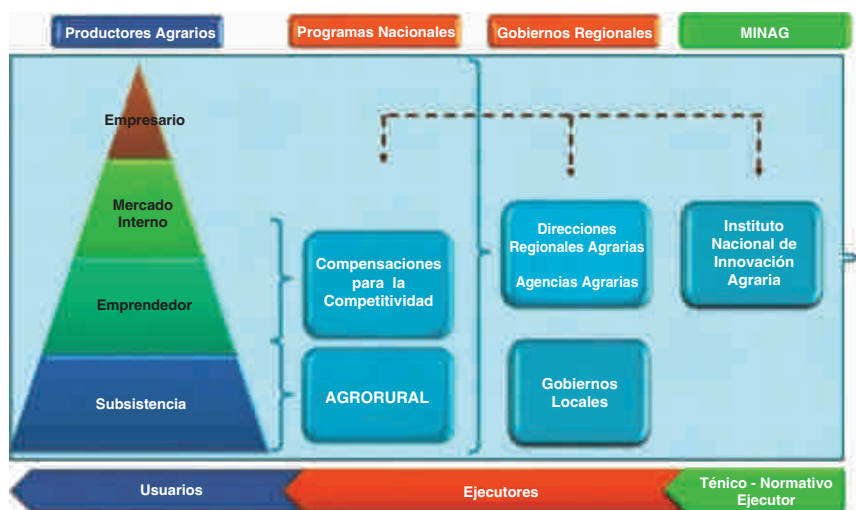 Productores Agrarios
Programas Nacionales
Gobiernos Regionales
MINAG
Empresario
Mercado
Interno
Emprendedor
Subsistencia
Compensaciones
para la
Competitividad
AGRORURAL
Direcciones
Regionales Agrarias
Agencias Agrarias
Gobiernos
Locales
Instituto
Nacional de
Innovación
Agraria
Usuarios
Ejecutores
Ténico - Normativo
Ejecutor